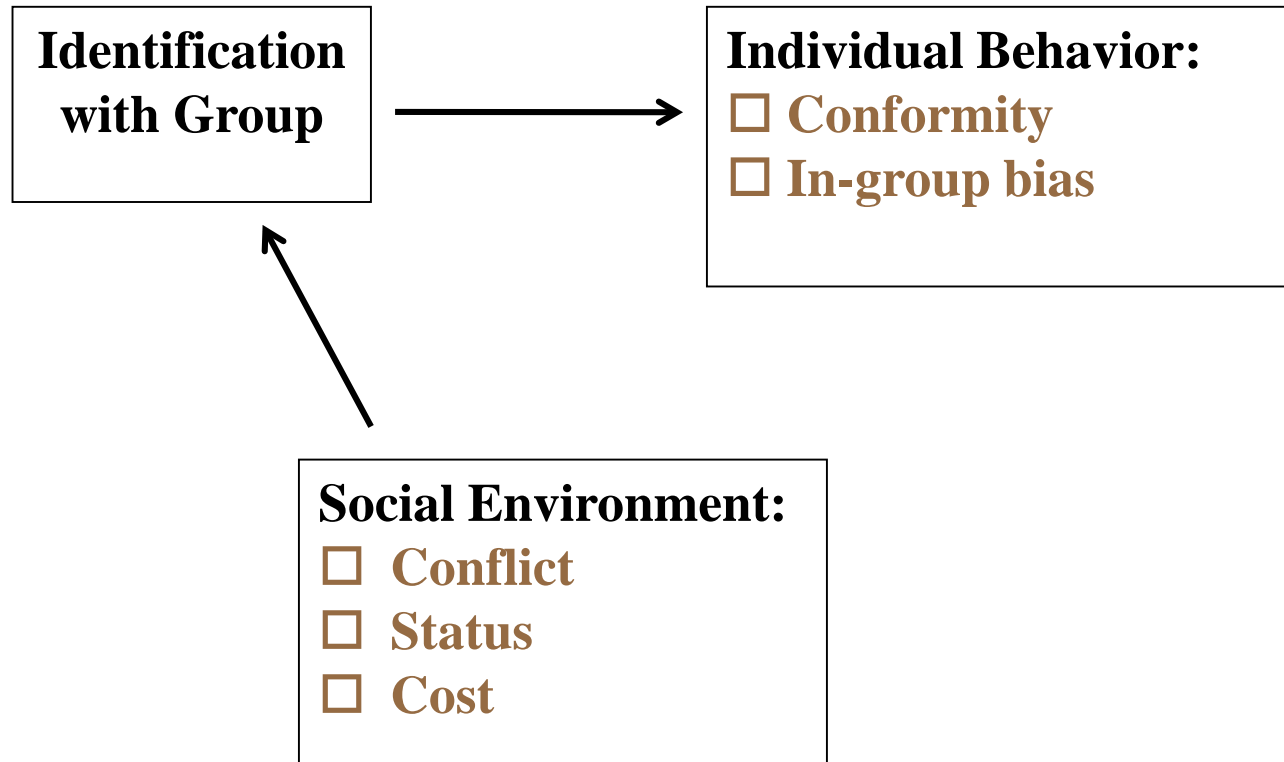 Identification
with Group
Individual Behavior:
☐ Conformity
☐ In-group bias
Social Environment:
☐ Conflict
☐ Status
☐ Cost